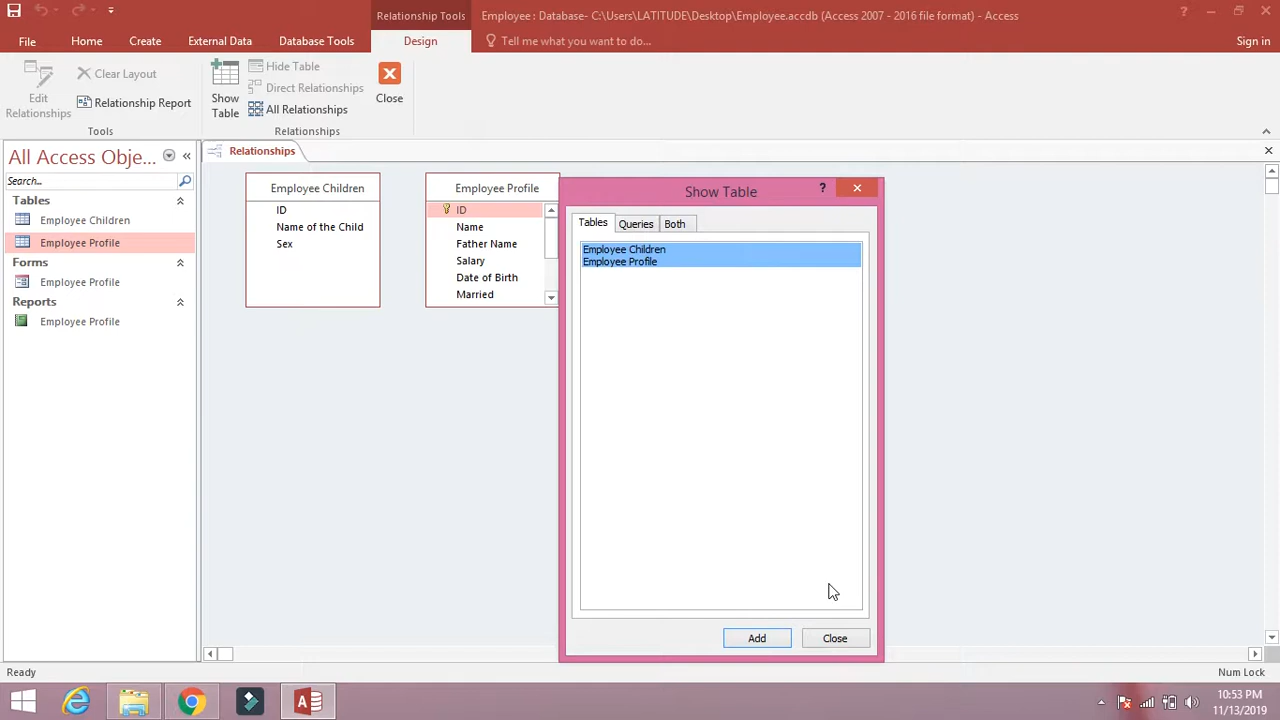 Relationship Tools
Employee : Database- C:\Users\LATITUDE\Desktop\Employee.accdb (Access 2007 - 2016 file format) - Access
File
Home
Create
External Data
Database Tools
Design
Tell me what you want to do...
Sign in
Edit
Relationships
Clear Layout
Relationship Report
Tools
Show
Table
Hide Table
Direct Relationships
All Relationships
Relationships
Close
All Access Obje...
Search...
Tables
Employee Children
Employee Profile
Forms
Employee Profile
Reports
Employee Profile
Relationships
Employee Children
ID
Name of the Child
Sex
Employee Profile
ID
Name
Father Name
Salary
Date of Birth
Married
Show Table
?
Tables
Queries
Both
Employee Children
Employee Profile
Add
Close
Ready
Num Lock
10:53 PM
11/13/2019